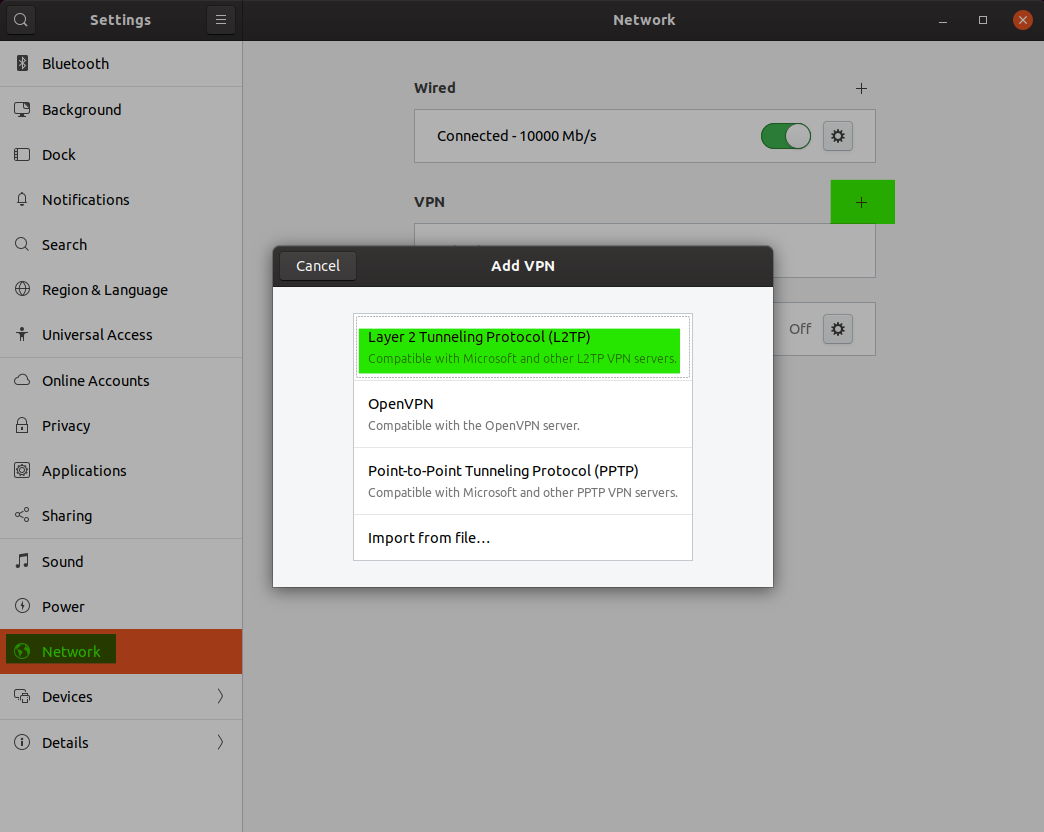 Settings
Network
Bluetooth
Background
Dock
Notifications
Search
Region & Language
Universal Access
Online Accounts
Privacy
Applications
Sharing
Sound
Power
Network
Devices
Details
Wired
Connected - 10000 Mb/s
VPN
Off
Cancel
Add VPN
Layer 2 Tunneling Protocol (L2TP)
Compatible with Microsoft and other L2TP VPN servers.
OpenVPN
Compatible with the OpenVPN server.
Point-to-Point Tunneling Protocol (PPTP)
Compatible with Microsoft and other PPTP VPN servers.
Import from file…